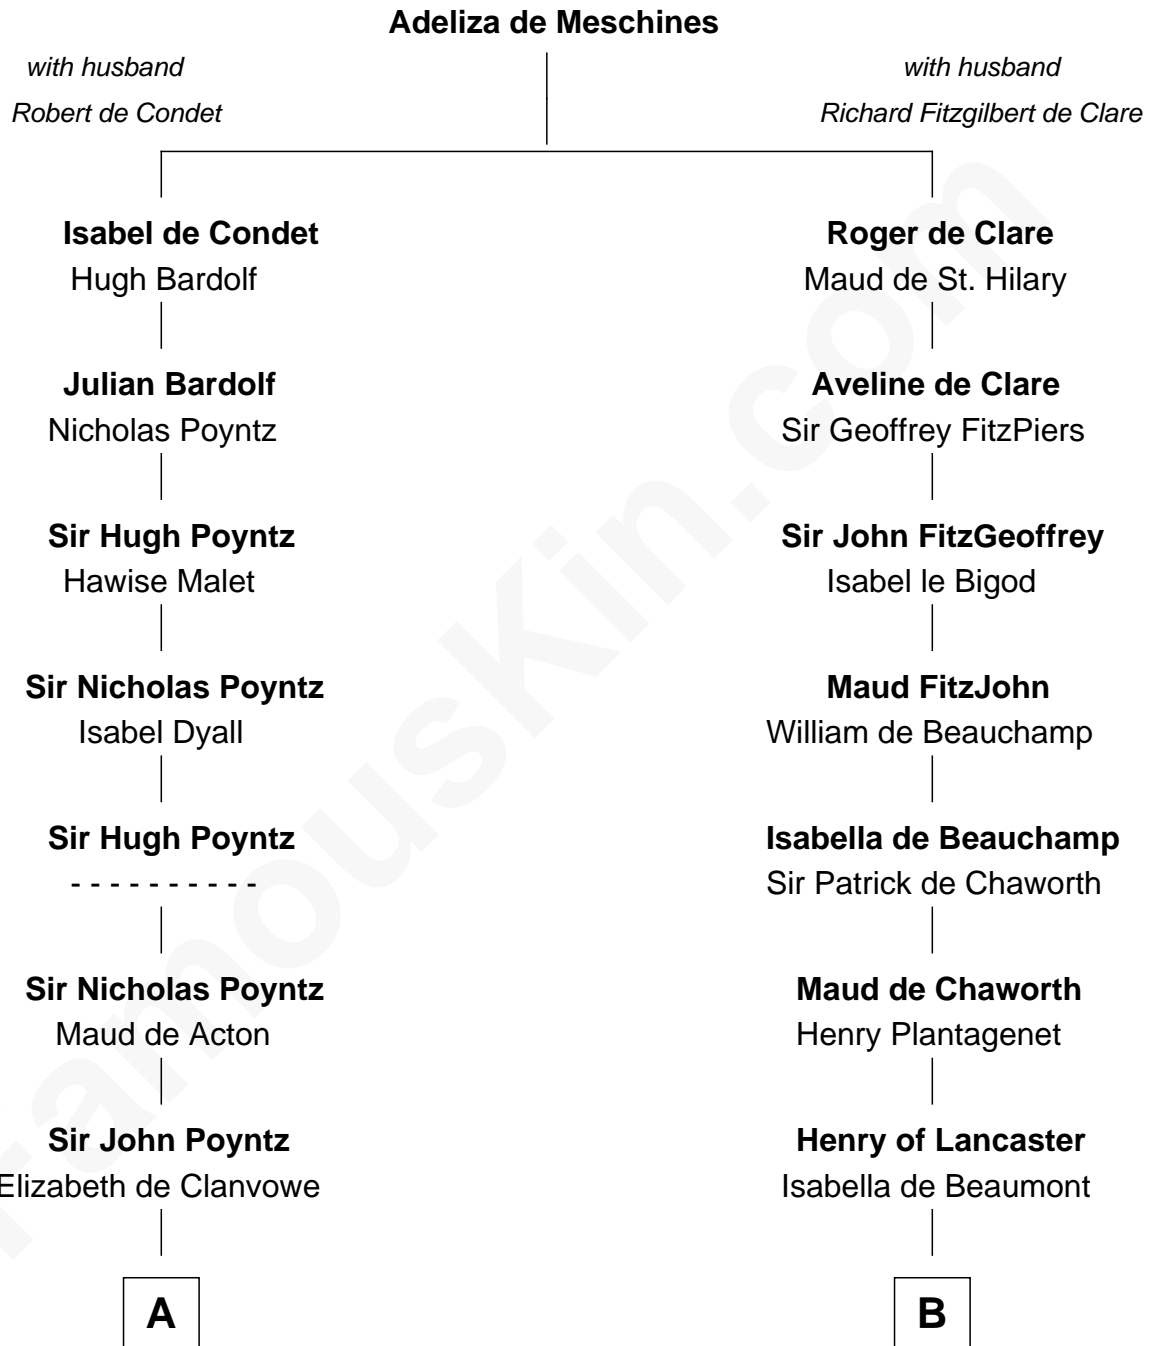 Adeliza de Meschines
with husband
Robert de Condet
with husband
Richard Fitzgilbert de Clare
Isabel de Condet
Hugh Bardolf
Roger de Clare
Maud de St. Hilary
Julian Bardolf
Nicholas Poyntz
Aveline de Clare
Sir Geoffrey FitzPiers
Sir Hugh Poyntz
Hawise Malet
Sir John FitzGeoffrey
Isabel le Bigod
Sir Nicholas Poyntz
Isabel Dyall
Maud FitzJohn
William de Beauchamp
Sir Hugh Poyntz
- - - - - - - - - -
Isabella de Beauchamp
Sir Patrick de Chaworth
Sir Nicholas Poyntz
Maud de Acton
Maud de Chaworth
Henry Plantagenet
Sir John Poyntz
Elizabeth de Clanvowe
Henry of Lancaster
Isabella de Beaumont
A
B
FamousKin.com